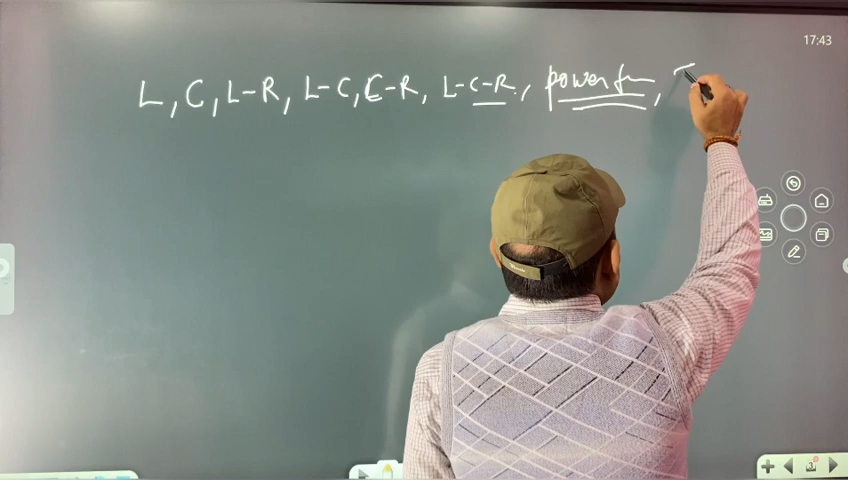 17:43
L, C, L-R, L-C, C-R, L-C-R, power fn,